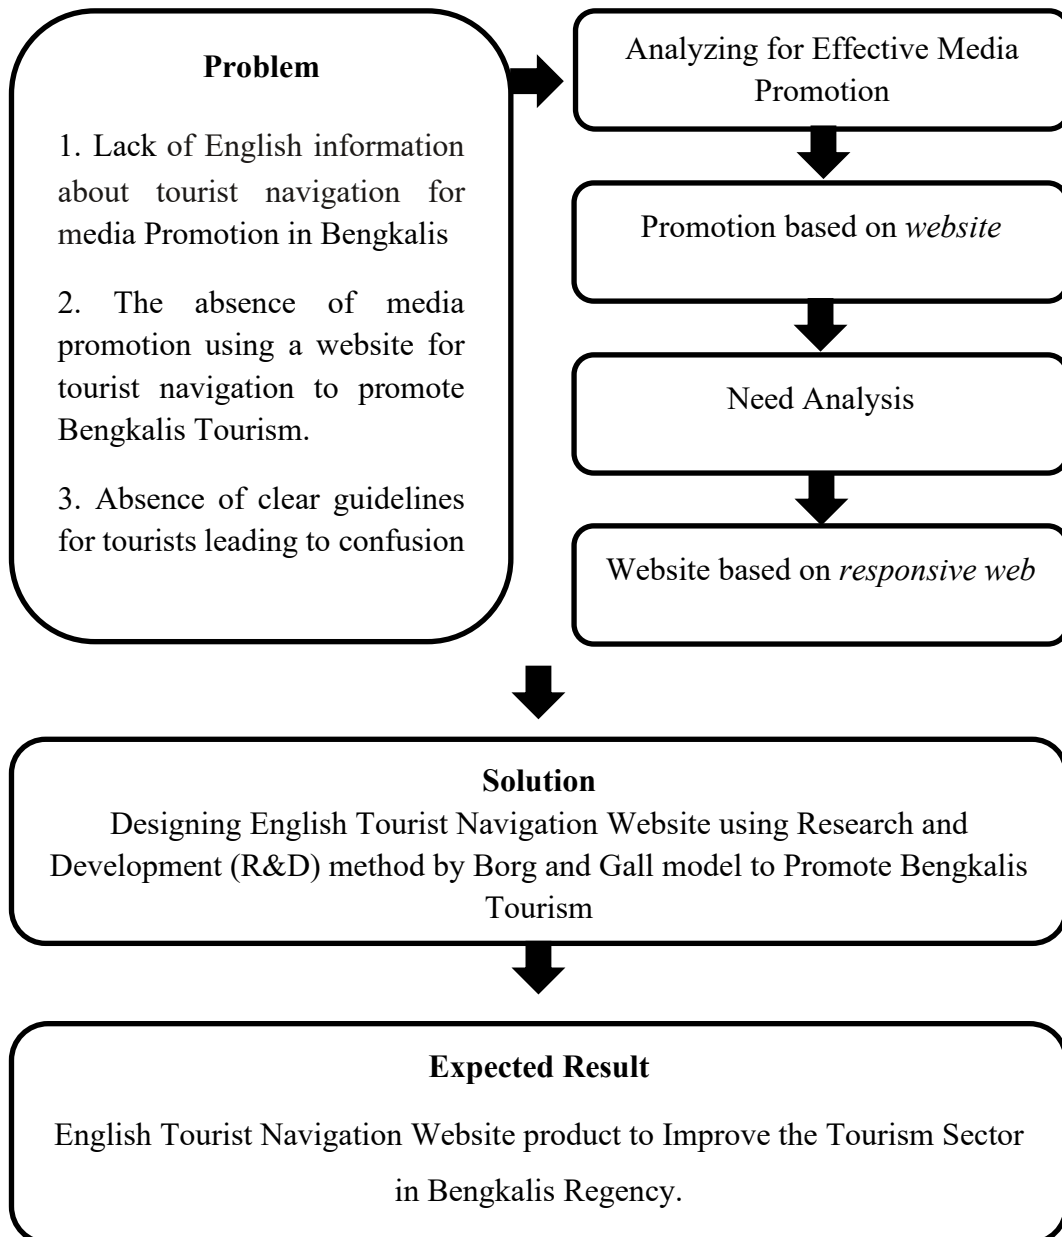 Problem
1. Lack of English information
about tourist navigation for
media Promotion in Bengkalis
2. The absence of media
promotion using a website for
tourist navigation to promote
Bengkalis Tourism.
3. Absence of clear guidelines
for tourists leading to confusion
Analyzing for Effective Media
Promotion
Promotion based on website
Need Analysis
Website based on responsive web
Solution
Designing English Tourist Navigation Website using Research and
Development (R&D) method by Borg and Gall model to Promote Bengkalis
Tourism
Expected Result
English Tourist Navigation Website product to Improve the Tourism Sector
in Bengkalis Regency.